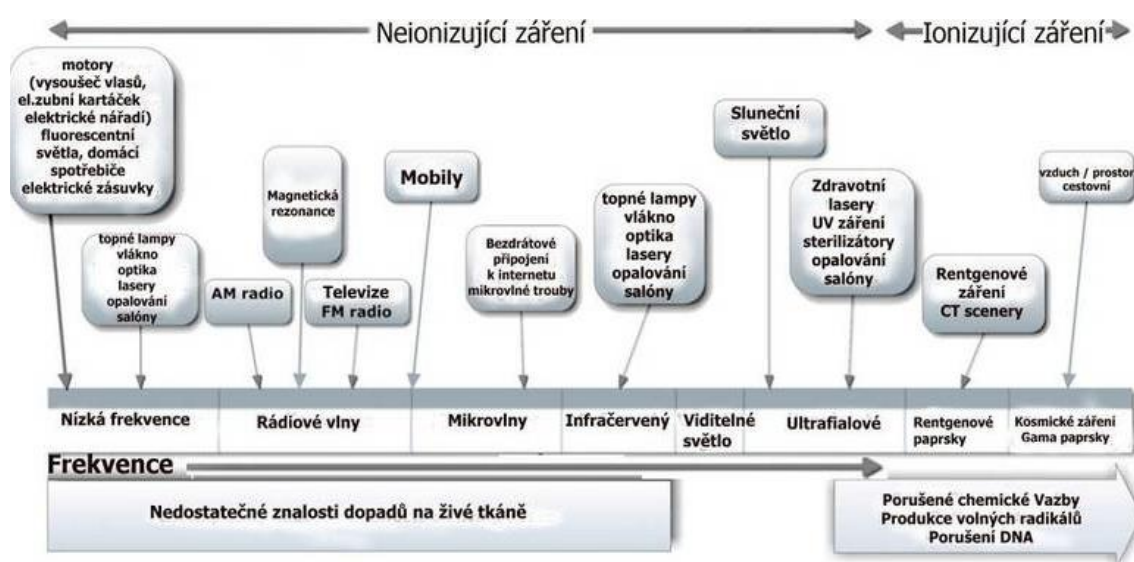 Neionizující záření
Ionizující záření
motory
(vysoušeč vlasů,
el.zubní kartáček
elektrické nářadí)
fluorescentní
světla, domácí
spotřebiče
elektrické zásuvky
topné lampy
vlákno
optika
lasery
opalování
salóny
AM radio
Magnetická
rezonance
Televize
FM radio
Mobily
Bezdrátové
připojení
k internetu
mikrovlné trouby
topné lampy
vlákno
optika
lasery
opalování
salóny
Sluneční
světlo
Zdravotní
lasery
UV záření
sterilizátory
opalování
salóny
Rentgenové
záření
CT scenery
vzduch / prostor
cestovní
Nízká frekvence
Rádiové vlny
Mikrovlny
Infračervený
Viditelné
světlo
Ultrafialové
Rentgenové
paprsky
Kosmické záření
Gama paprsky
Frekvence
Nedostatečné znalosti dopadů na živé tkáně
Porušené chemické Vazby
Produkce volných radikálů
Porušení DNA